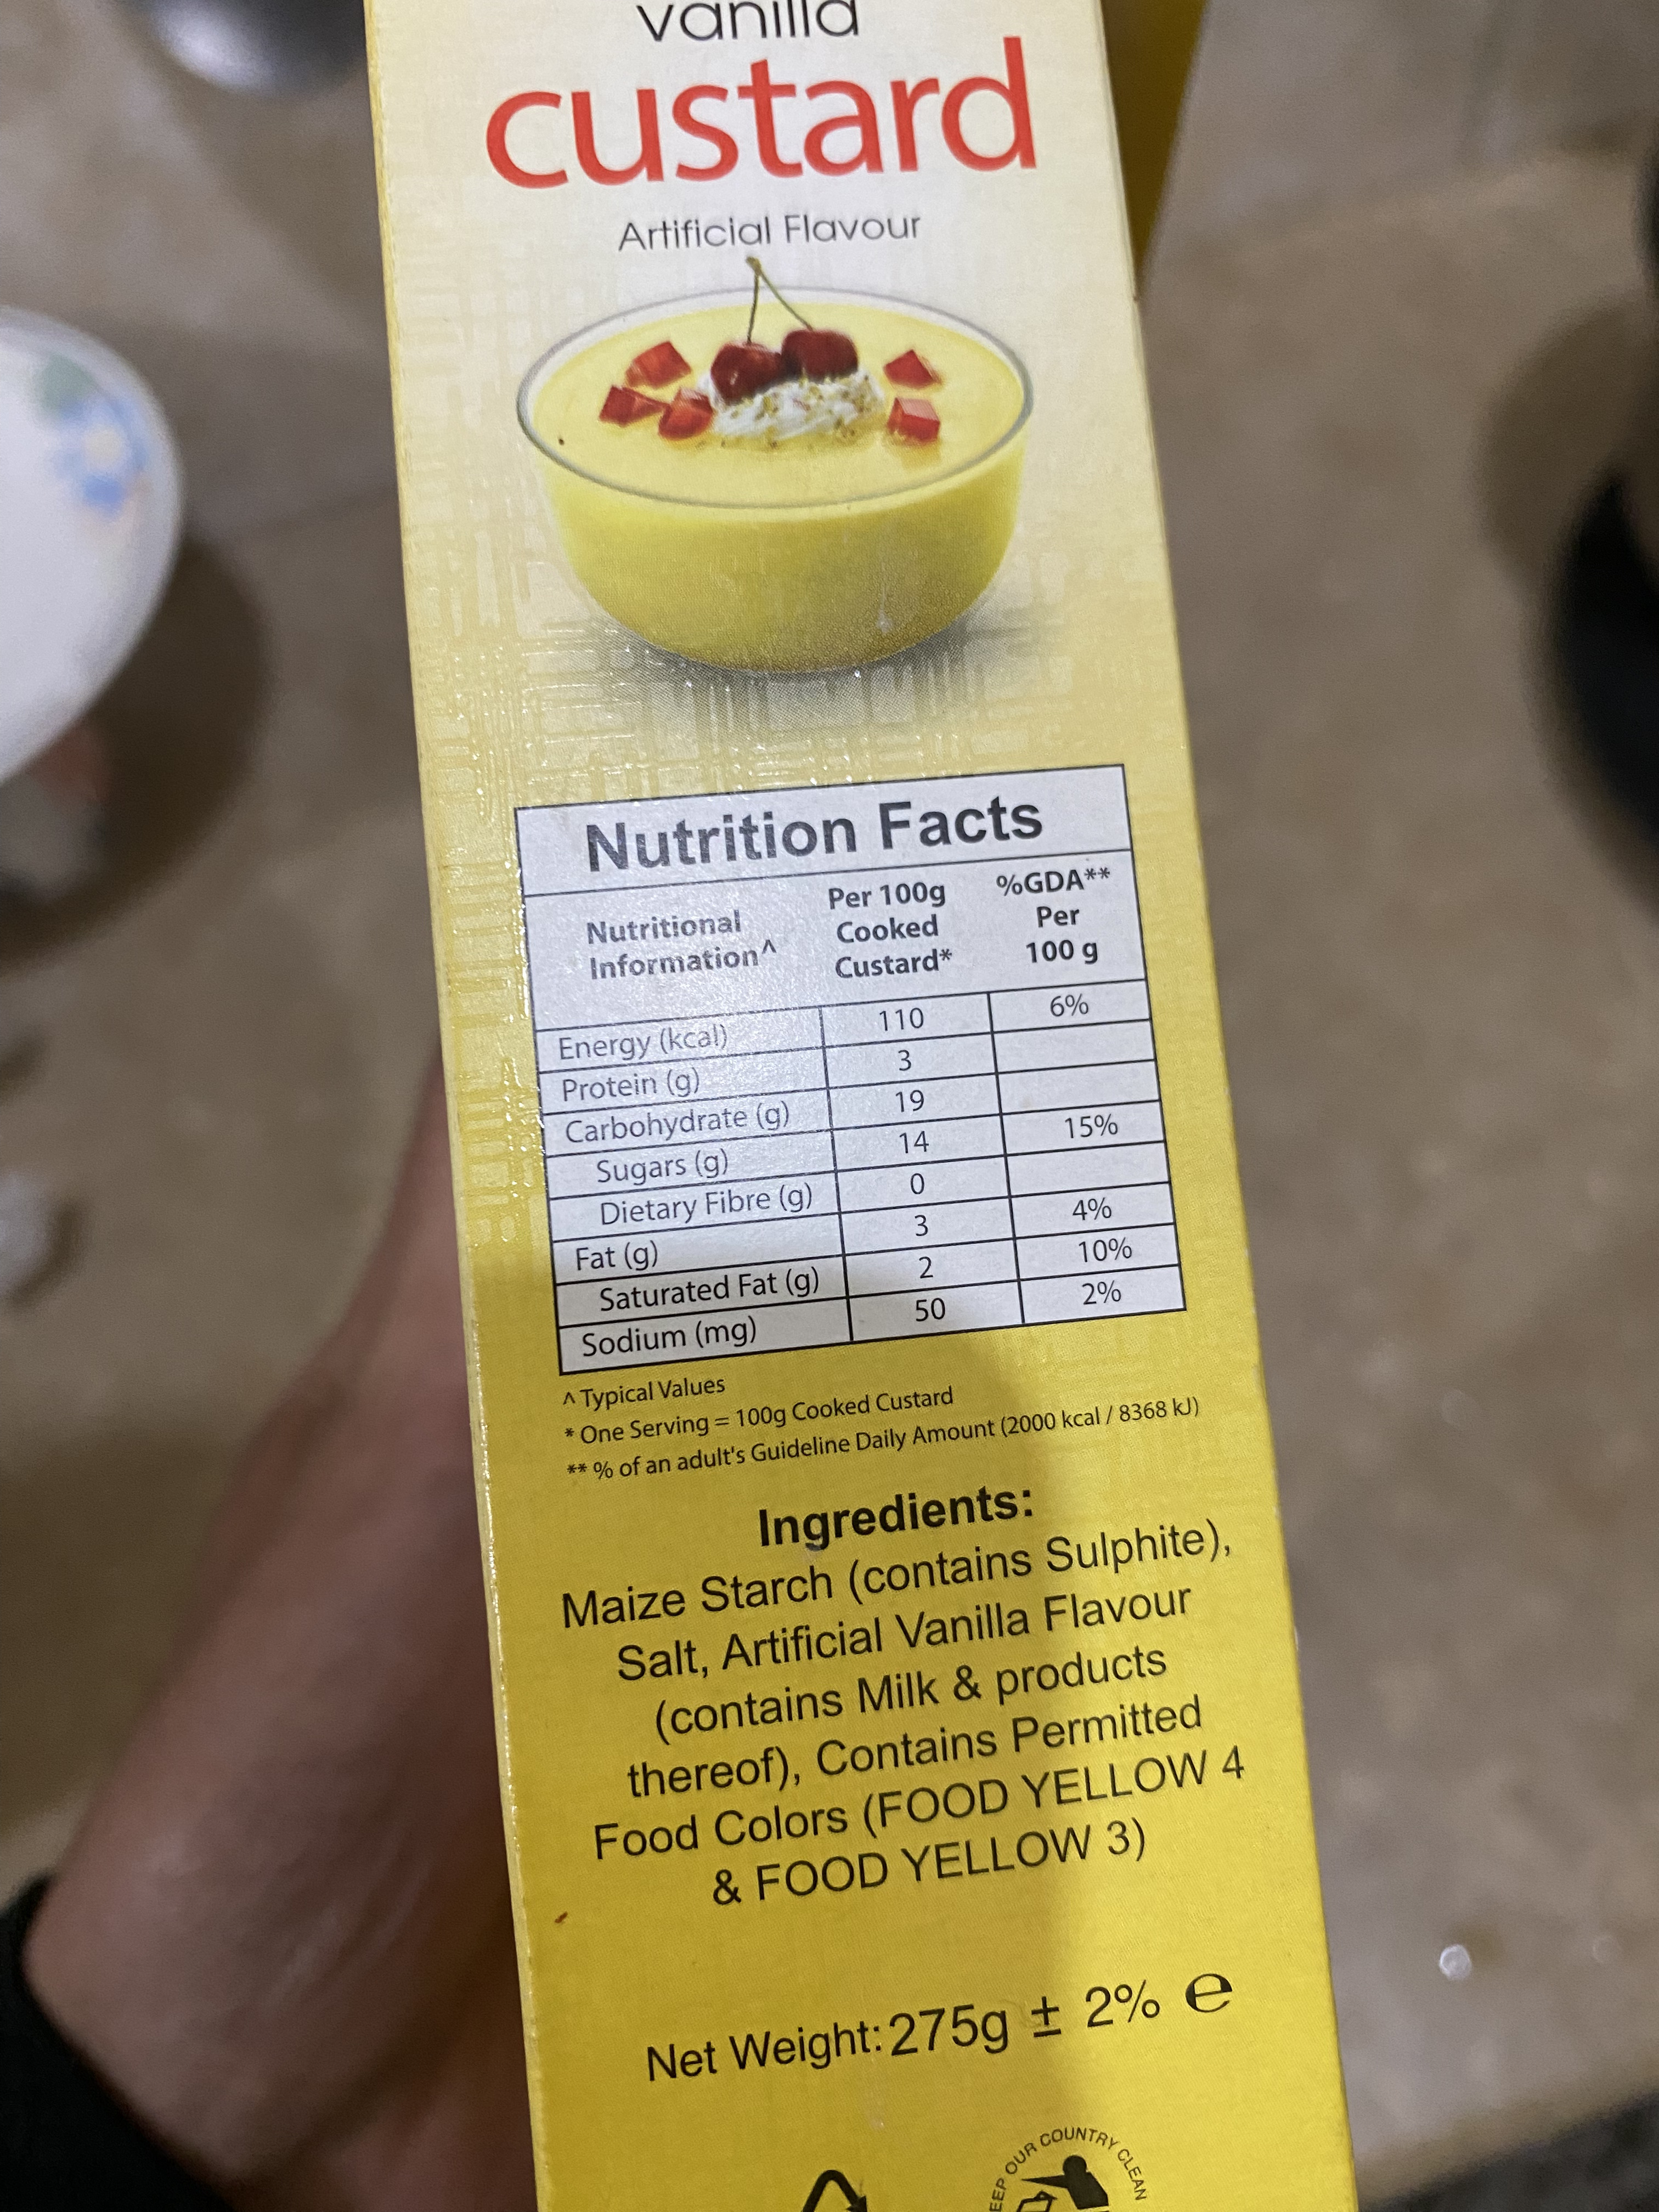 vanilla
custard
Artificial Flavour
Nutrition Facts
Nutritional Information^ Per 100g Cooked Custard* %GDA** Per 100 g
Energy (kcal) 110 6%
Protein (g) 3
Carbohydrate (g) 19
Sugars (g) 14 15%
Dietary Fibre (g) 0
Fat (g) 3 4%
Saturated Fat (g) 2 10%
Sodium (mg) 50 2%
^ Typical Values
* One Serving = 100g Cooked Custard
** % of an adult's Guideline Daily Amount (2000 kcal / 8368 kJ)
Ingredients:
Maize Starch (contains Sulphite),
Salt, Artificial Vanilla Flavour
(contains Milk & products
thereof), Contains Permitted
Food Colors (FOOD YELLOW 4
& FOOD YELLOW 3)
Net Weight: 275g ± 2% e
EEP OUR COUNTRY CLEAN